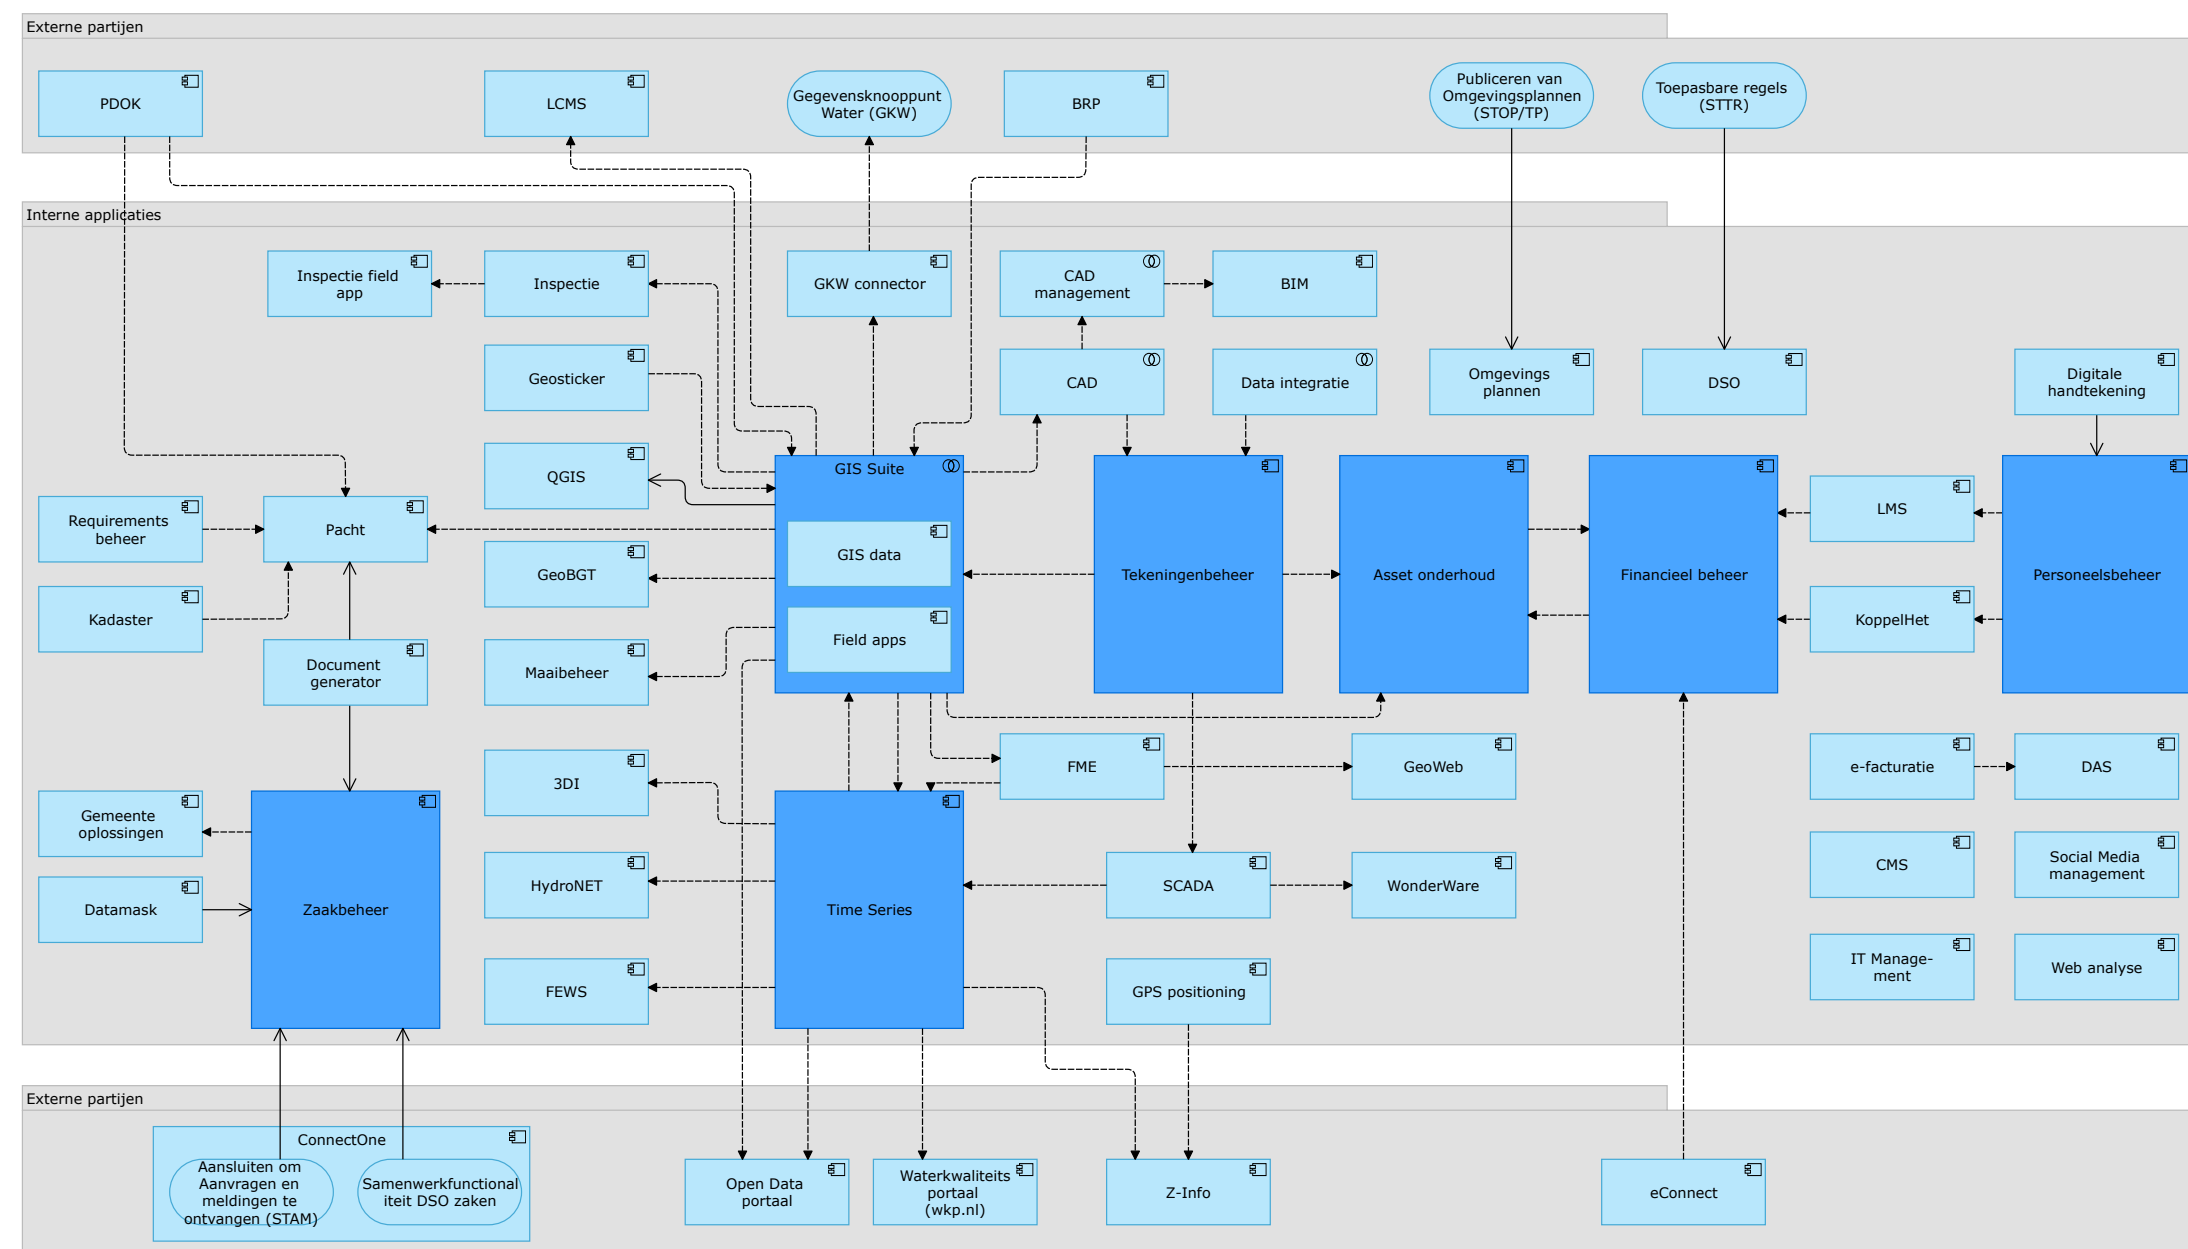 Externe partijen
PDOK
LCMS
Gegevensknooppunt
Water (GKW)
BRP
Publiceren van
Omgevingsplannen
(STOP/TP)
Toepasbare regels
(STTR)
Interne applicaties
Inspectie field
app
Inspectie
GKW connector
CAD
management
BIM
Geosticker
CAD
Data integratie
Omgevings
plannen
DSO
Digitale
handtekening
QGIS
GIS Suite
Requirements
beheer
Pacht
LMS
GIS data
GeoBGT
Tekeningenbeheer
Asset onderhoud
Financieel beheer
Personeelsbeheer
Kadaster
KoppelHet
Field apps
Document
generator
Maaibeheer
FME
GeoWeb
e-facturatie
DAS
3DI
Gemeente
oplossingen
CMS
Social Media
management
HydroNET
SCADA
WonderWare
Datamask
Zaakbeheer
Time Series
IT Manage-
ment
Web analyse
FEWS
GPS positioning
Externe partijen
ConnectOne
Aansluiten om
Aanvragen en
meldingen te
ontvangen (STAM)
Samenwerkfunctional
iteit DSO zaken
Open Data
portaal
Waterkwaliteits
portaal
(wkp.nl)
Z-Info
eConnect